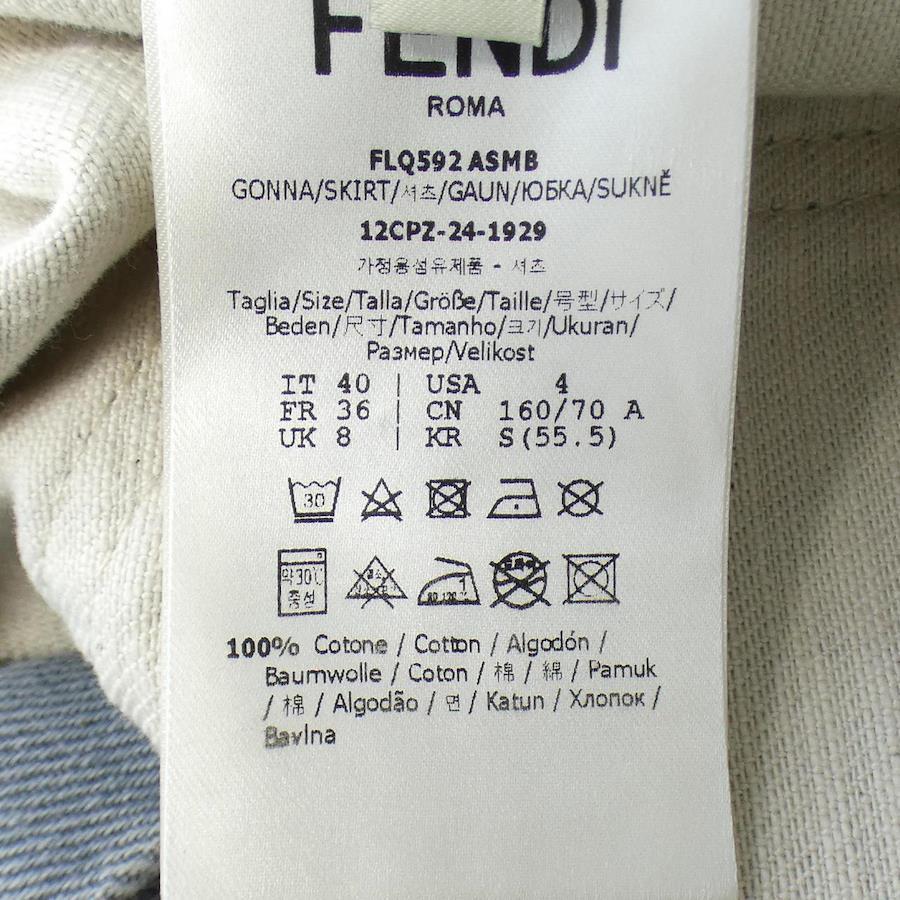 FENDI
ROMA
FLQ592 ASMB
GONNA/SKIRT/셔츠/GAUN/ЮБКА/SUKNĚ
12CPZ-24-1929
가정용섬유제품 - 셔츠
Taglia/Size/Talla/Größe/Taille/号型/サイズ/
Beden/尺寸/Tamanho/크기/Ukuran/
Размер/Velikost
IT 40 | USA 4
FR 36 | CN 160/70 A
UK 8 | KR S(55.5)
30
약30℃
중성
100% Cotone / Cotton / Algodón /
Baumwolle / Coton / 棉 / 綿 / Pamuk
/ 棉 / Algodão / 면 / Katun / Хлопок /
Bavlna